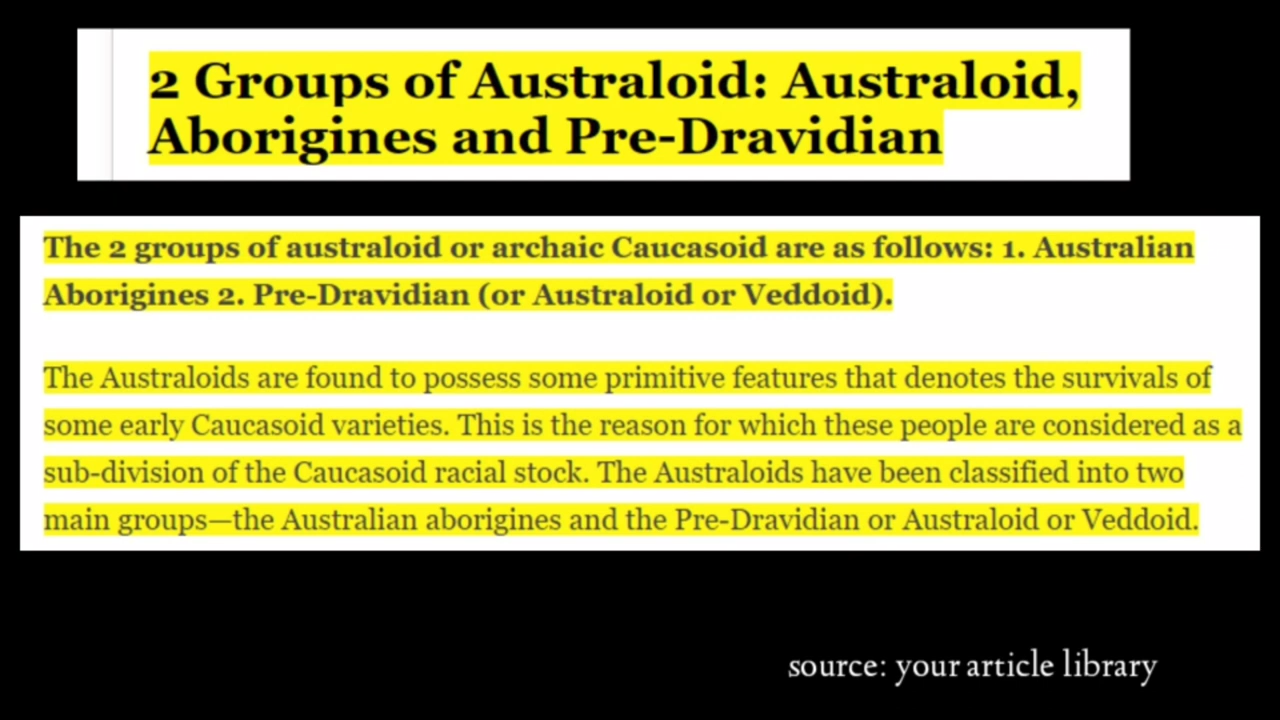 2 Groups of Australoid: Australoid,
Aborigines and Pre-Dravidian
The 2 groups of australoid or archaic Caucasoid are as follows: 1. Australian
Aborigines 2. Pre-Dravidian (or Australoid or Veddoid).
The Australoids are found to possess some primitive features that denotes the survivals of
some early Caucasoid varieties. This is the reason for which these people are considered as a
sub-division of the Caucasoid racial stock. The Australoids have been classified into two
main groups—the Australian aborigines and the Pre-Dravidian or Australoid or Veddoid.
source: your article library